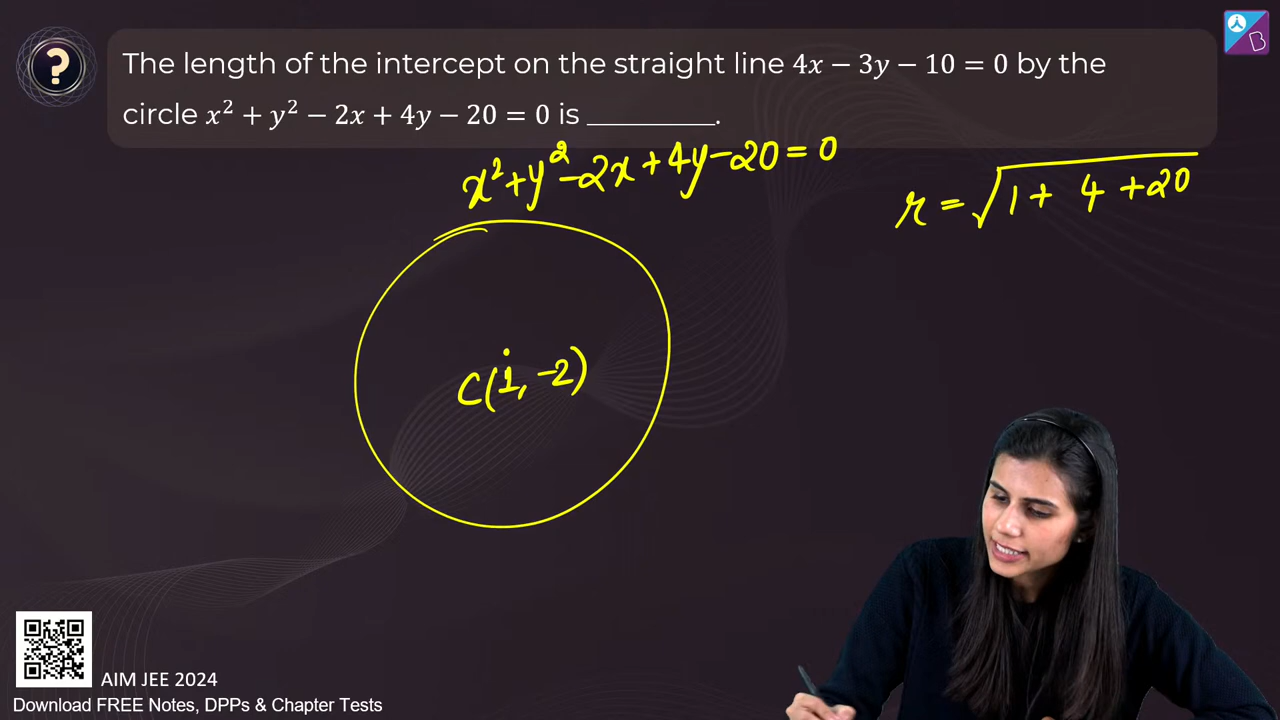 ?
The length of the intercept on the straight line 4x − 3y − 10 = 0 by the
circle x² + y² − 2x + 4y − 20 = 0 is ________.
B
x²+y²-2x+4y-20=0
r = √1+ 4 +20
C(1, -2)
AIM JEE 2024
Download FREE Notes, DPPs & Chapter Tests